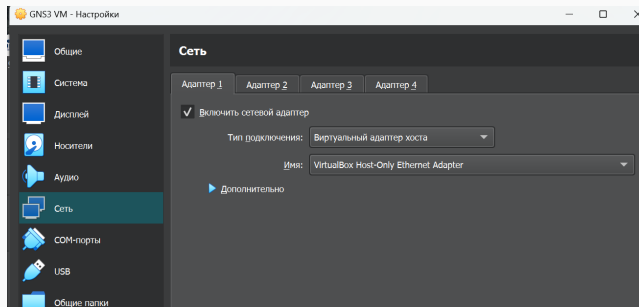 GNS3 VM - Настройки
Общие
Система
Дисплей
Носители
Аудио
Сеть
COM-порты
USB
Общие папки
Сеть
Адаптер 1 Адаптер 2 Адаптер 3 Адаптер 4
Включить сетевой адаптер
Тип подключения: Виртуальный адаптер хоста
Имя: VirtualBox Host-Only Ethernet Adapter
Дополнительно